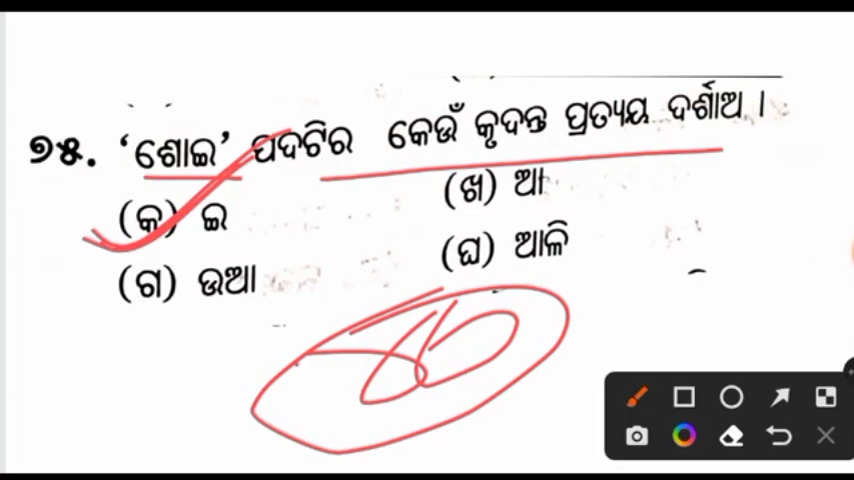 ୭୫. ‘ଶୋଇ’ ପଦଟିର କେଉଁ କୃଦନ୍ତ ପ୍ରତ୍ୟୟ ଦର୍ଶାଅ ।
(କ) ଇ (ଖ) ଆ
(ଗ) ଉଆ (ଘ) ଆଳି